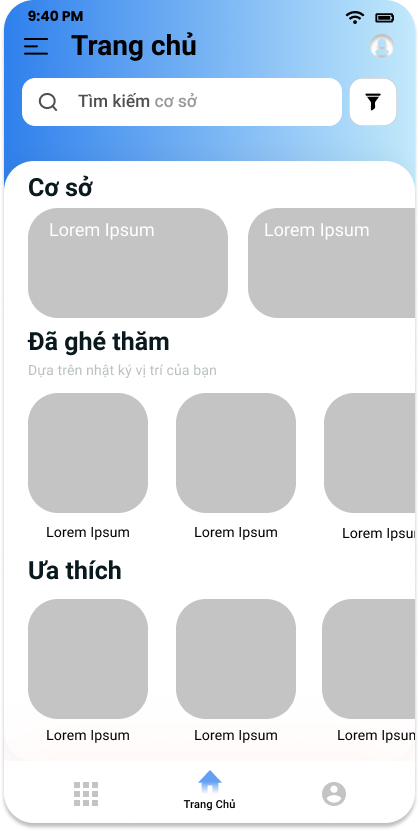 9:40 PM
Trang chủ
Tìm kiếm cơ sở
Cơ sở
Lorem Ipsum Lorem Ipsum
Đã ghé thăm
Dựa trên nhật ký vị trí của bạn
Lorem Ipsum Lorem Ipsum Lorem Ipsu
Ưa thích
Lorem Ipsum Lorem Ipsum Lorem Ipsu
Trang Chủ